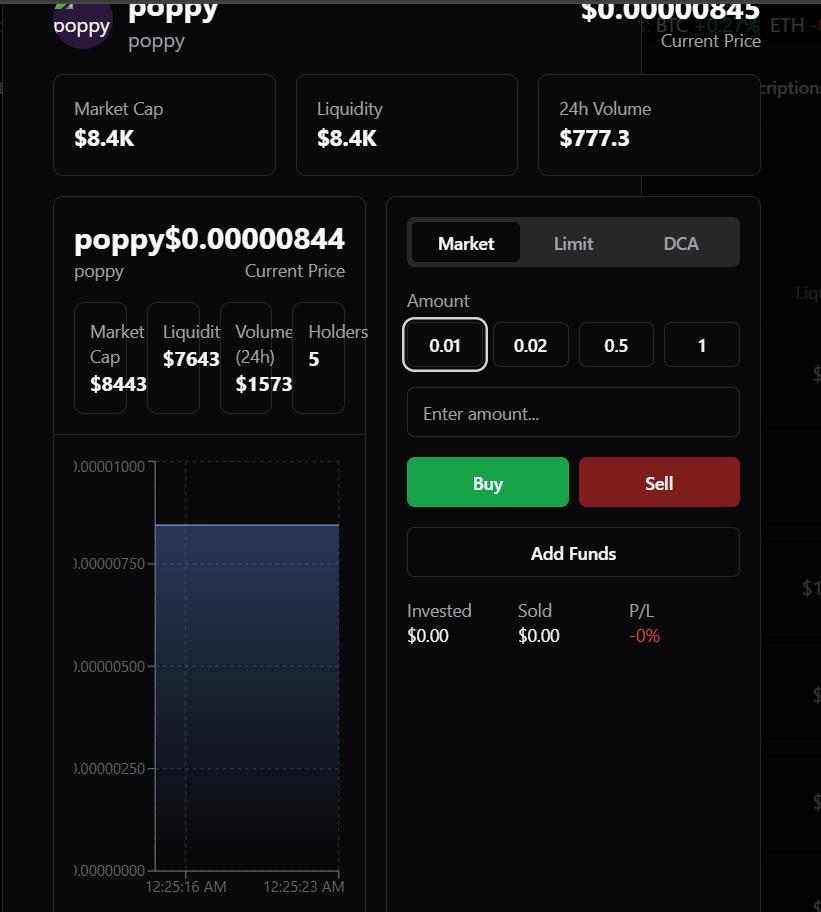 poppy
poppy
poppy
$0.00000845
Current Price
BTC +0.27% ETH
Market Cap
$8.4K
Liquidity
$8.4K
24h Volume
$777.3
poppy$0.00000844
poppy
Current Price
Market Cap
$8443
Liquidit
$7643
Volume (24h)
$1573
Holders
5
0.00001000
0.00000750
0.00000500
0.00000250
0.00000000
12:25:16 AM
12:25:23 AM
Market
Limit
DCA
Amount
0.01
0.02
0.5
1
Enter amount...
Buy
Sell
Add Funds
Invested
Sold
P/L
$0.00
$0.00
-0%
criptions
Liq
$1
$
$
$